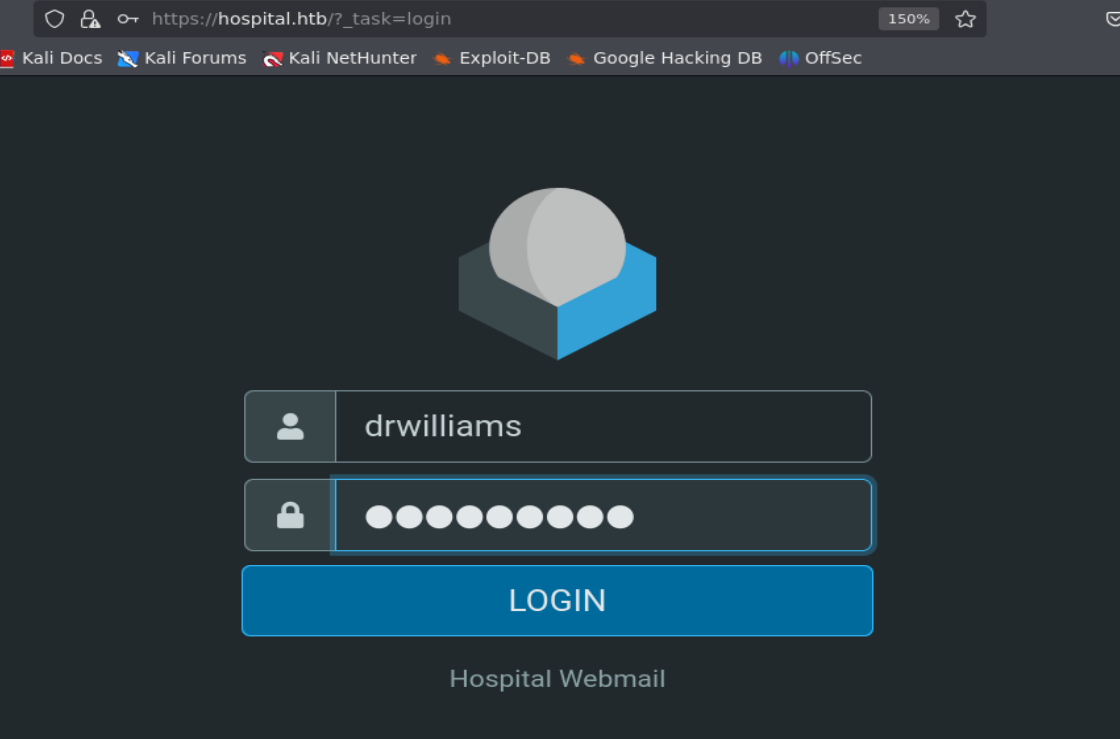 https://hospital.htb/?_task=login 150%
Kali Docs Kali Forums Kali NetHunter Exploit-DB Google Hacking DB OffSec
drwilliams
LOGIN
Hospital Webmail